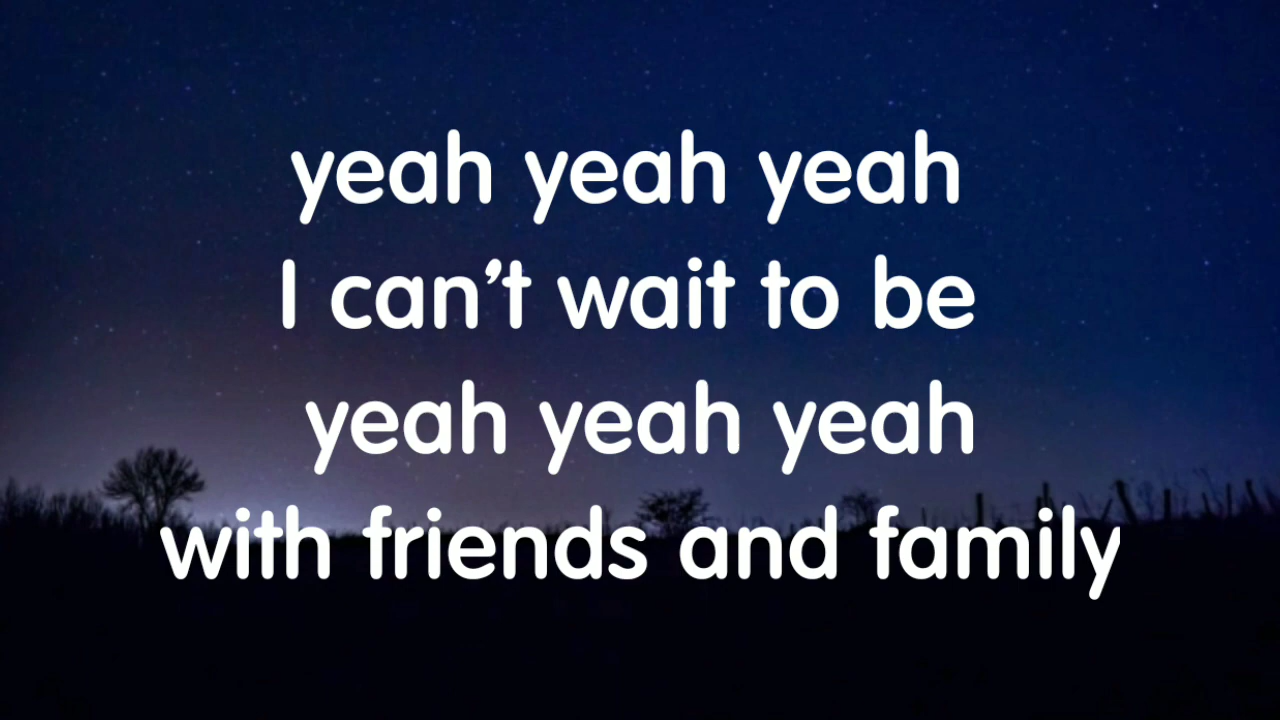 yeah yeah yeah
I can’t wait to be
yeah yeah yeah
with friends and family